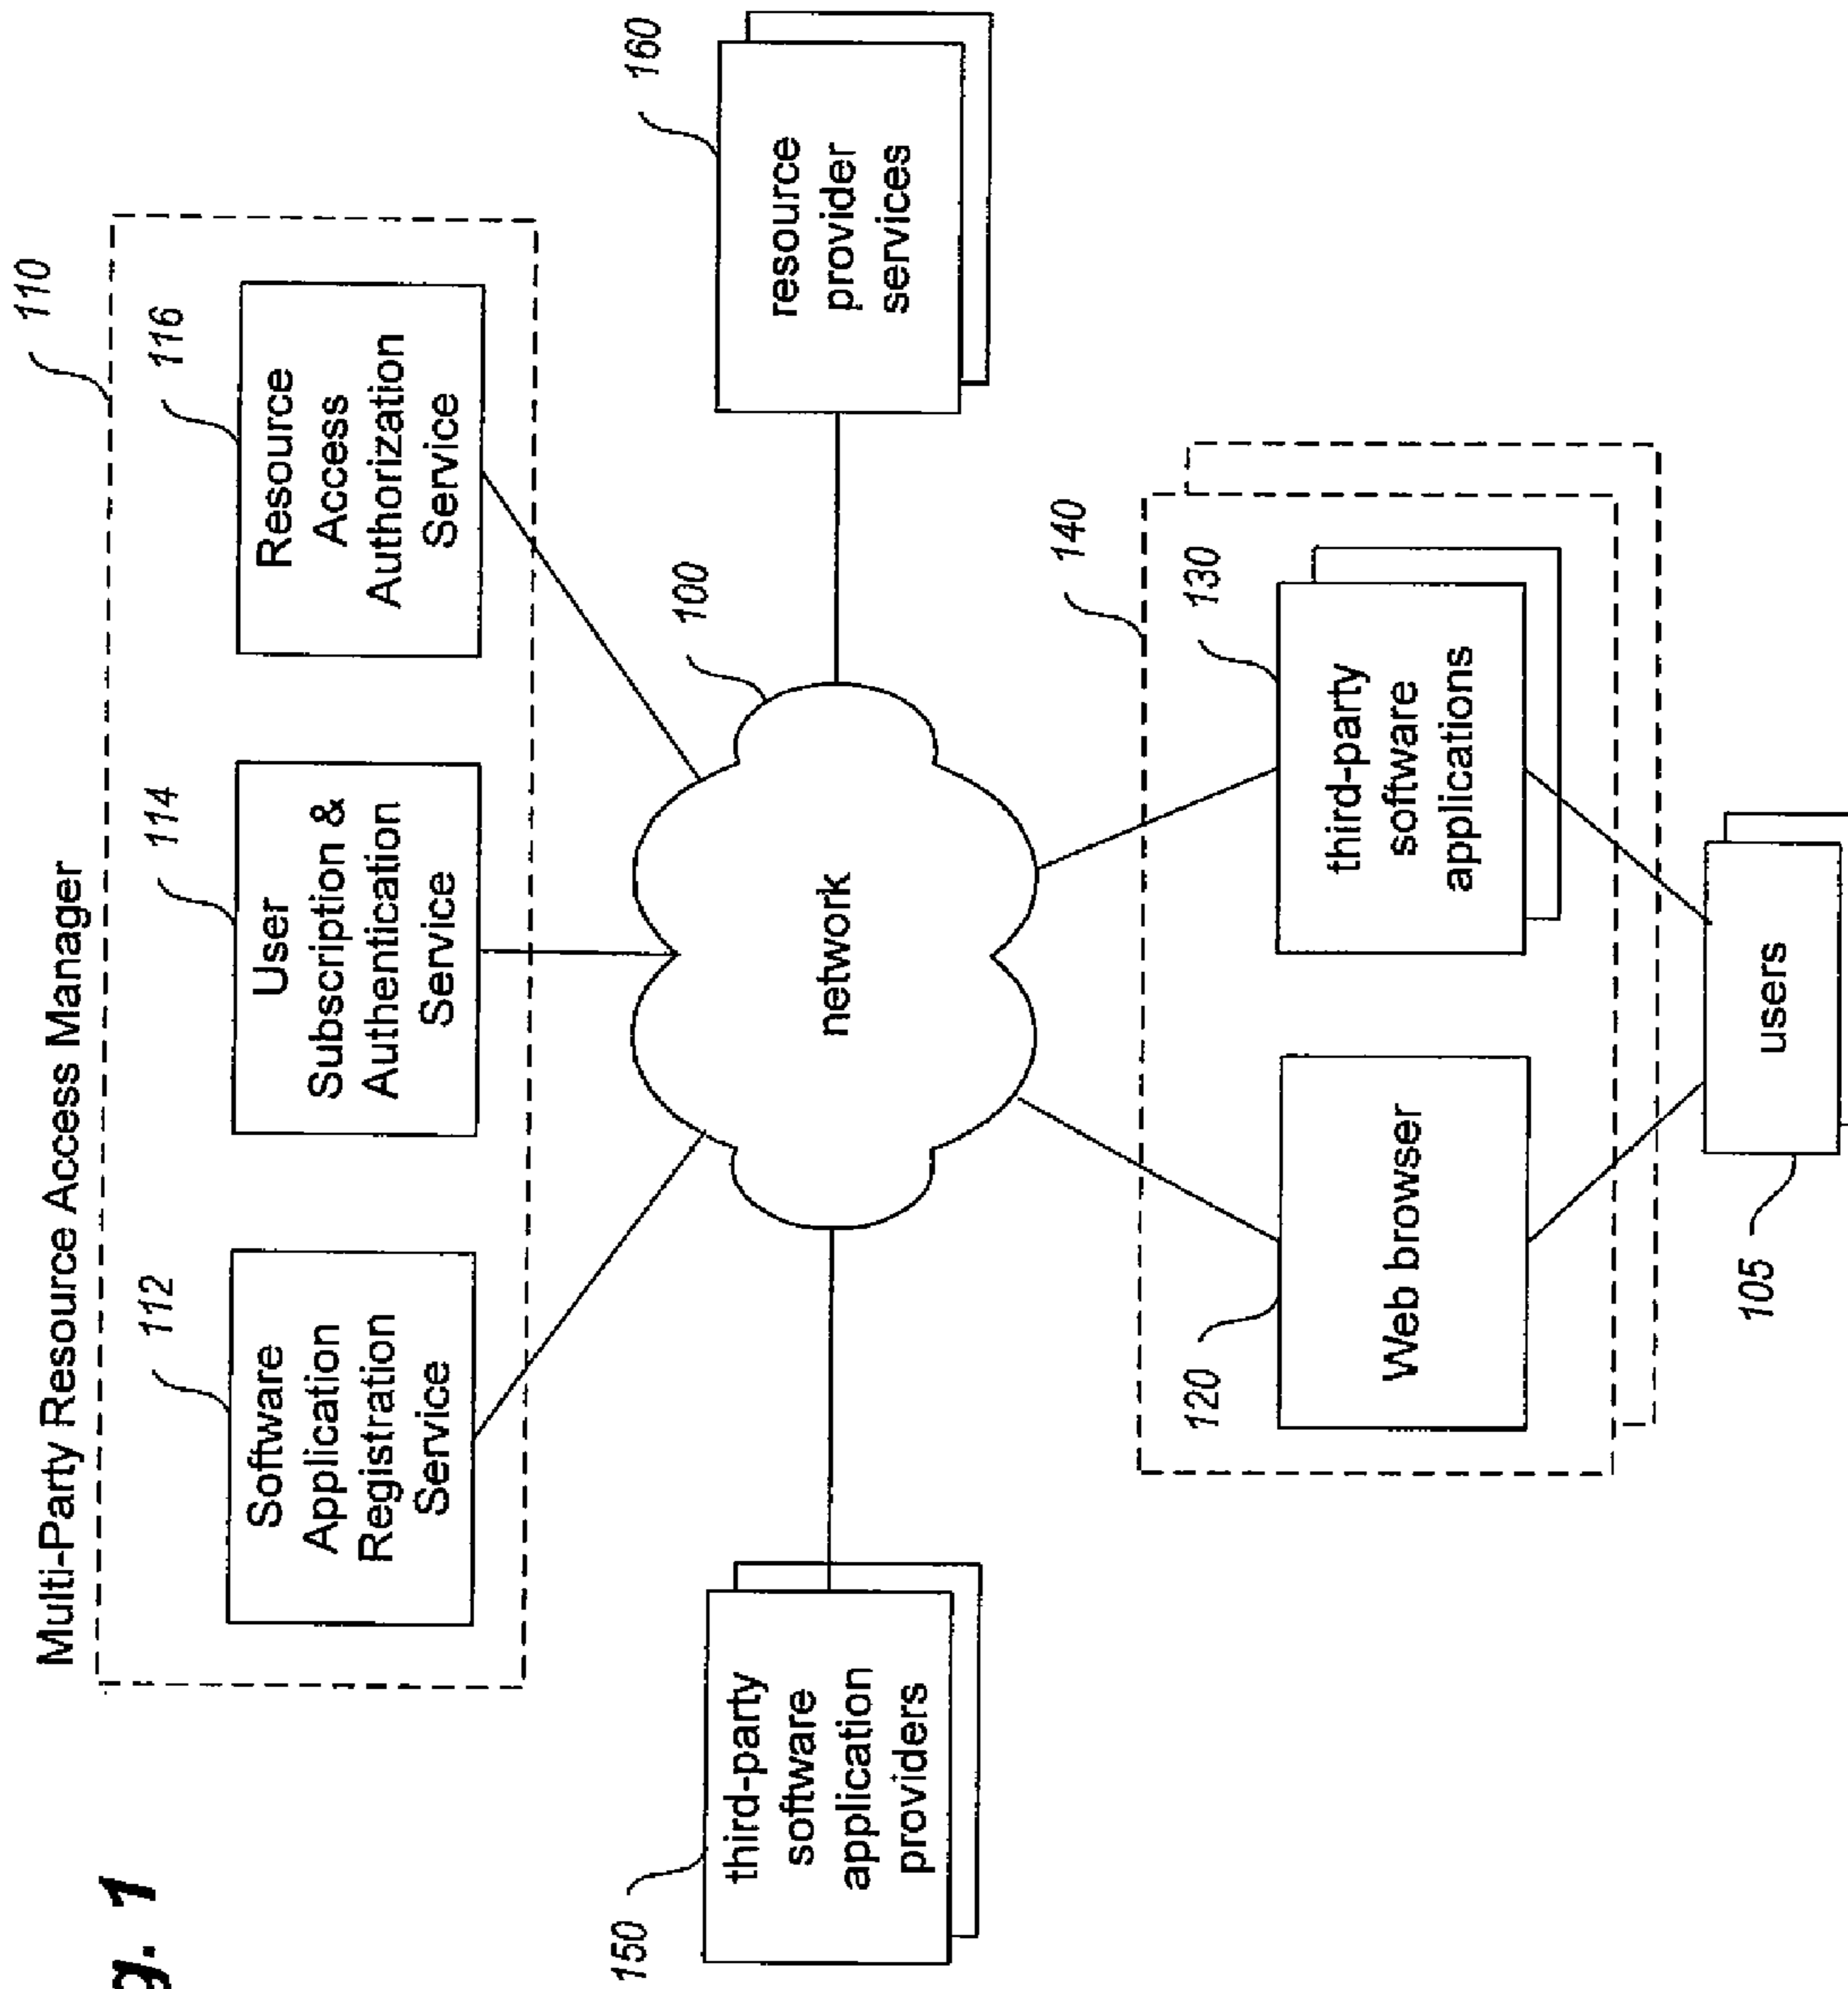 Multi-Party Resource Access Manager
110
112
Software
Application
Registration
Service
114
User
Subscription &
Authentication
Service
116
Resource
Access
Authorization
Service
100
network
150
third-party
software
application
providers
160
resource
provider
services
140
120
Web browser
130
third-party
software
applications
105
users
g. 1